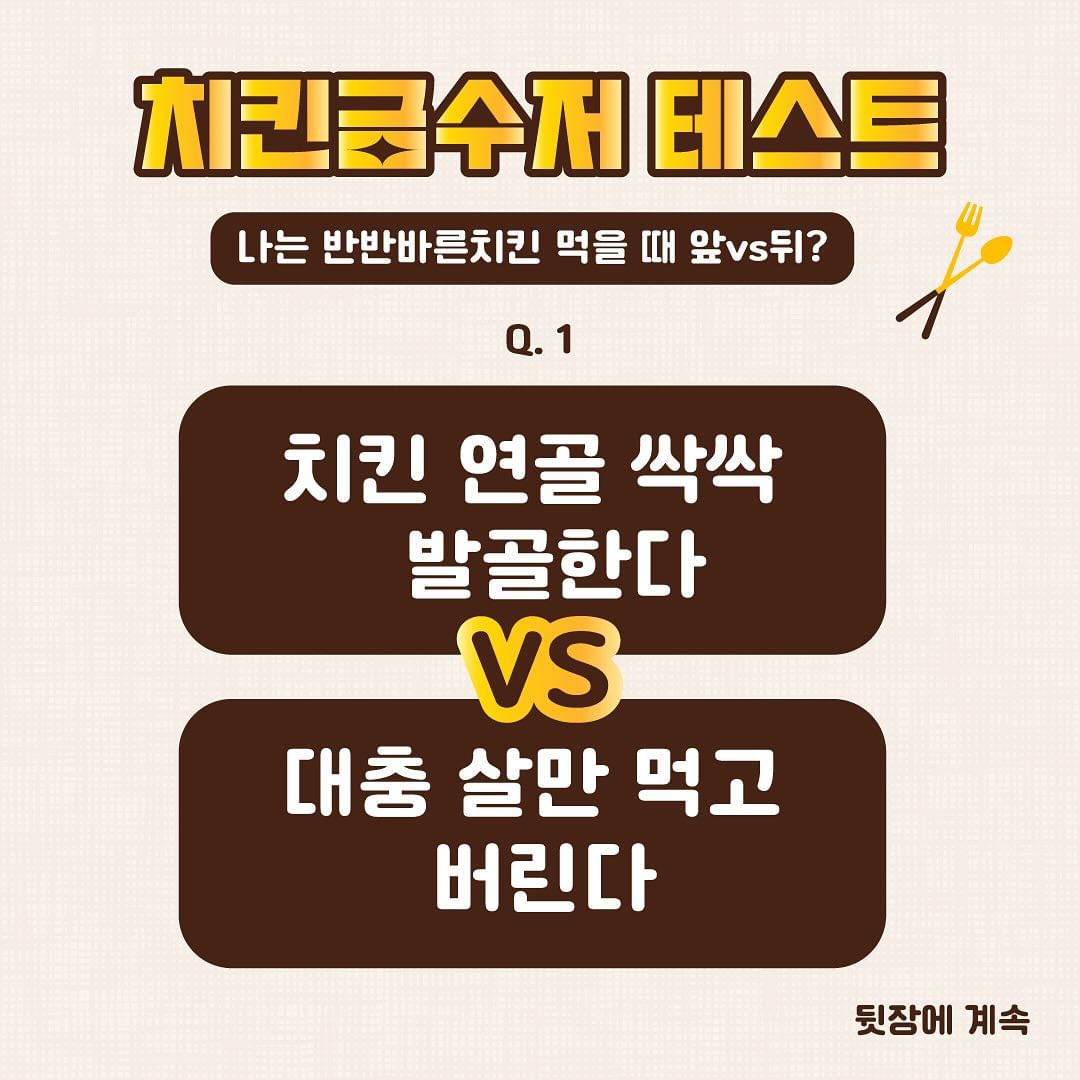 치킨금수저 테스트
나는 반반바른치킨 먹을 때 앞vs뒤?
Q. 1
치킨 연골 싹싹
발골한다
VS
대충 살만 먹고
버린다
뒷장에 계속